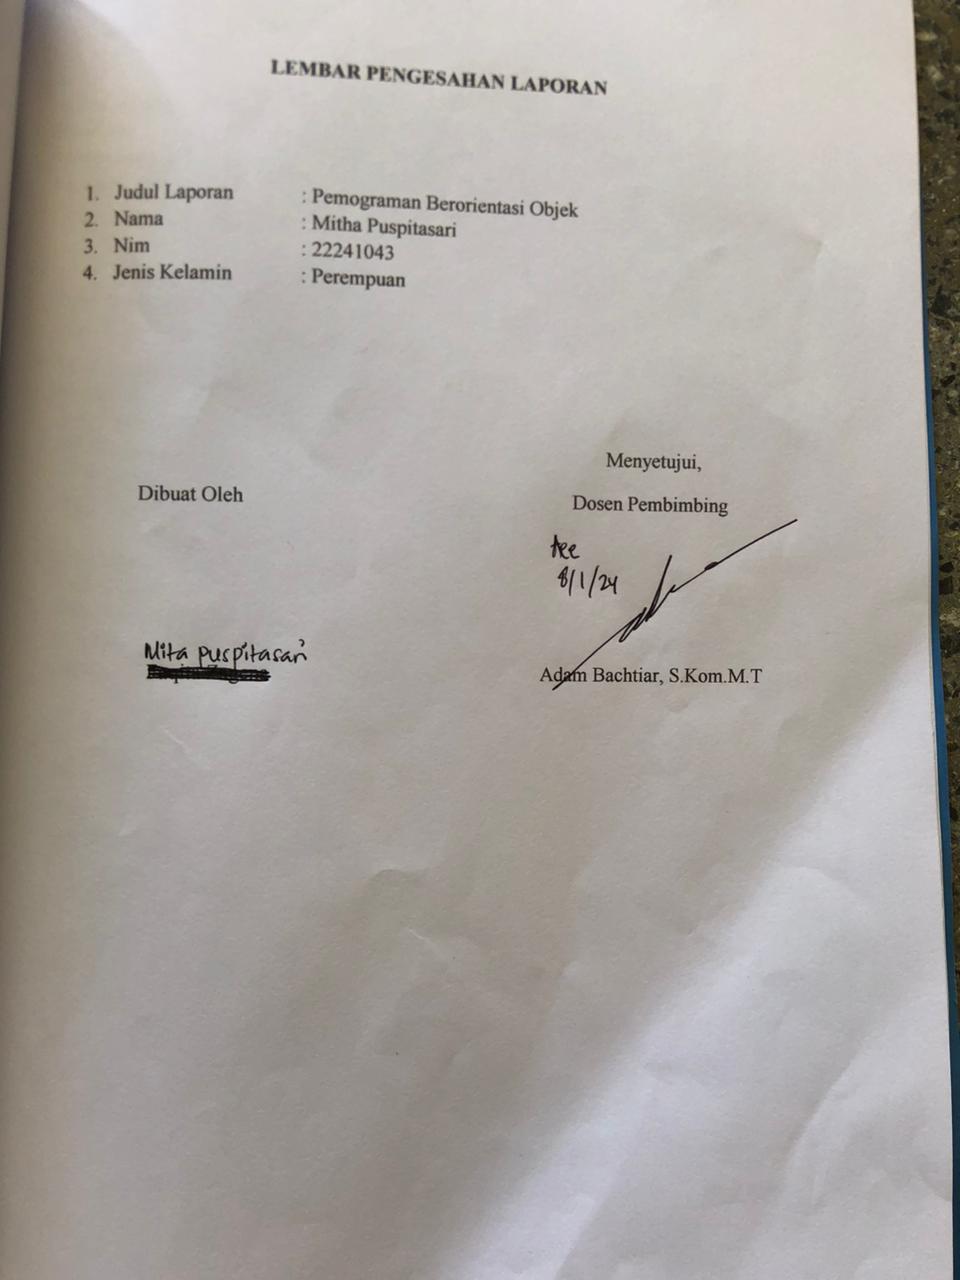 LEMBAR PENGESAHAN LAPORAN
1. Judul Laporan : Pemograman Berorientasi Objek
2. Nama : Mitha Puspitasari
3. Nim : 22241043
4. Jenis Kelamin : Perempuan
Menyetujui,
Dibuat Oleh
Dosen Pembimbing
Acc
8/1/24
Mita puspitasari
Adam Bachtiar, S.Kom.M.T